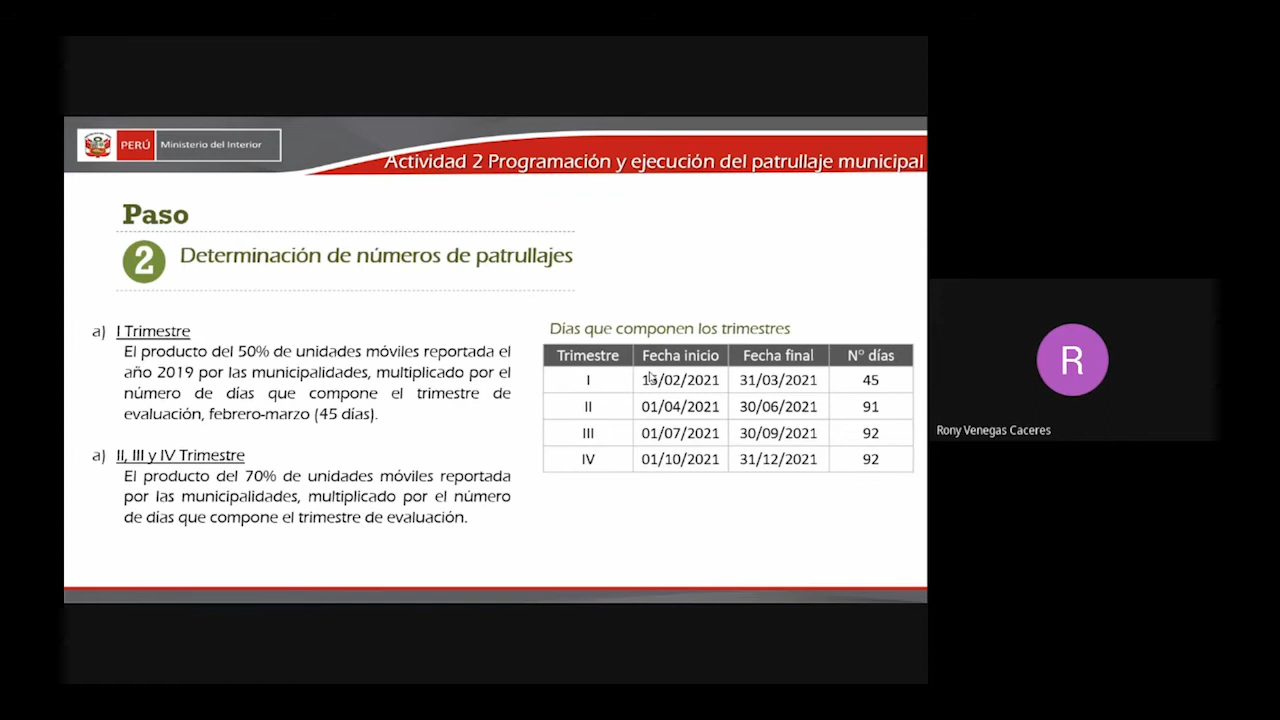 PERÚ Ministerio del Interior
Actividad 2 Programación y ejecución del patrullaje municipal
Paso
2 Determinación de números de patrullajes
a) I Trimestre
El producto del 50% de unidades móviles reportada el
año 2019 por las municipalidades, multiplicado por el
número de días que compone el trimestre de
evaluación, febrero-marzo (45 días).
a) II, III y IV Trimestre
El producto del 70% de unidades móviles reportada
por las municipalidades, multiplicado por el número
de días que compone el trimestre de evaluación.
Días que componen los trimestres
Trimestre Fecha inicio Fecha final N° días
I 15/02/2021 31/03/2021 45
II 01/04/2021 30/06/2021 91
III 01/07/2021 30/09/2021 92
IV 01/10/2021 31/12/2021 92
R
Rony Venegas Caceres